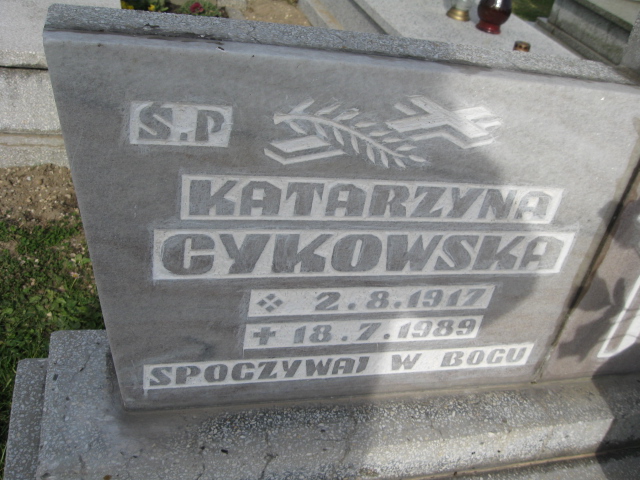 Ś.P
KATARZYNA
CYKOWSKA
❖ 2.8.1917
✝ 18.7.1989
SPOCZYWAJ W BOGU